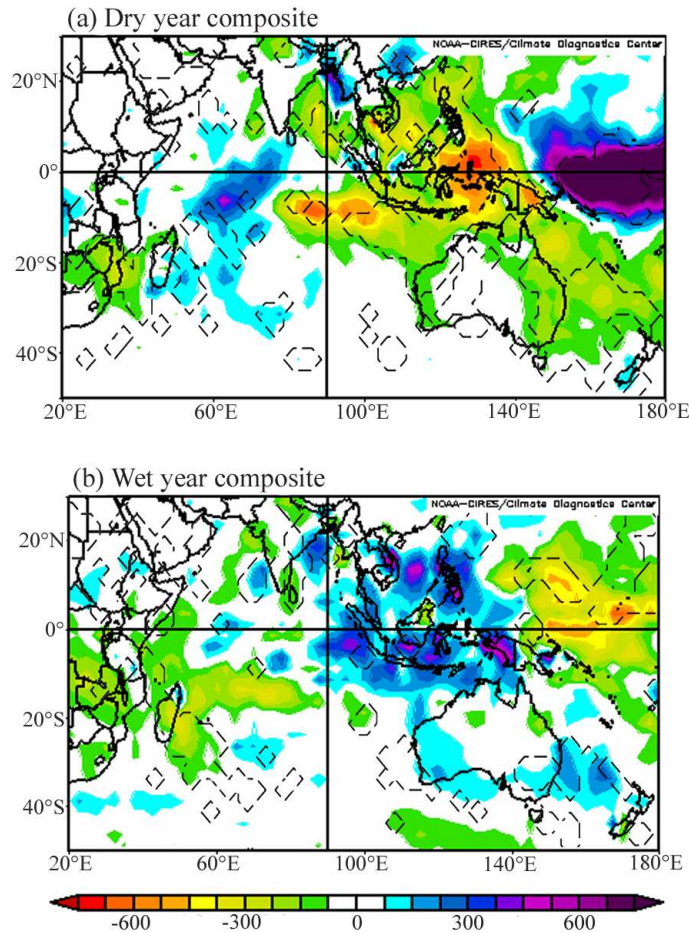 (a) Dry year composite
NOAA-CIRES/Climate Diagnostics Center
20°N
0°
20°S
40°S
20°E 60°E 100°E 140°E 180°E
(b) Wet year composite
NOAA-CIRES/Climate Diagnostics Center
20°N
0°
20°S
40°S
20°E 60°E 100°E 140°E 180°E
-600 -300 0 300 600